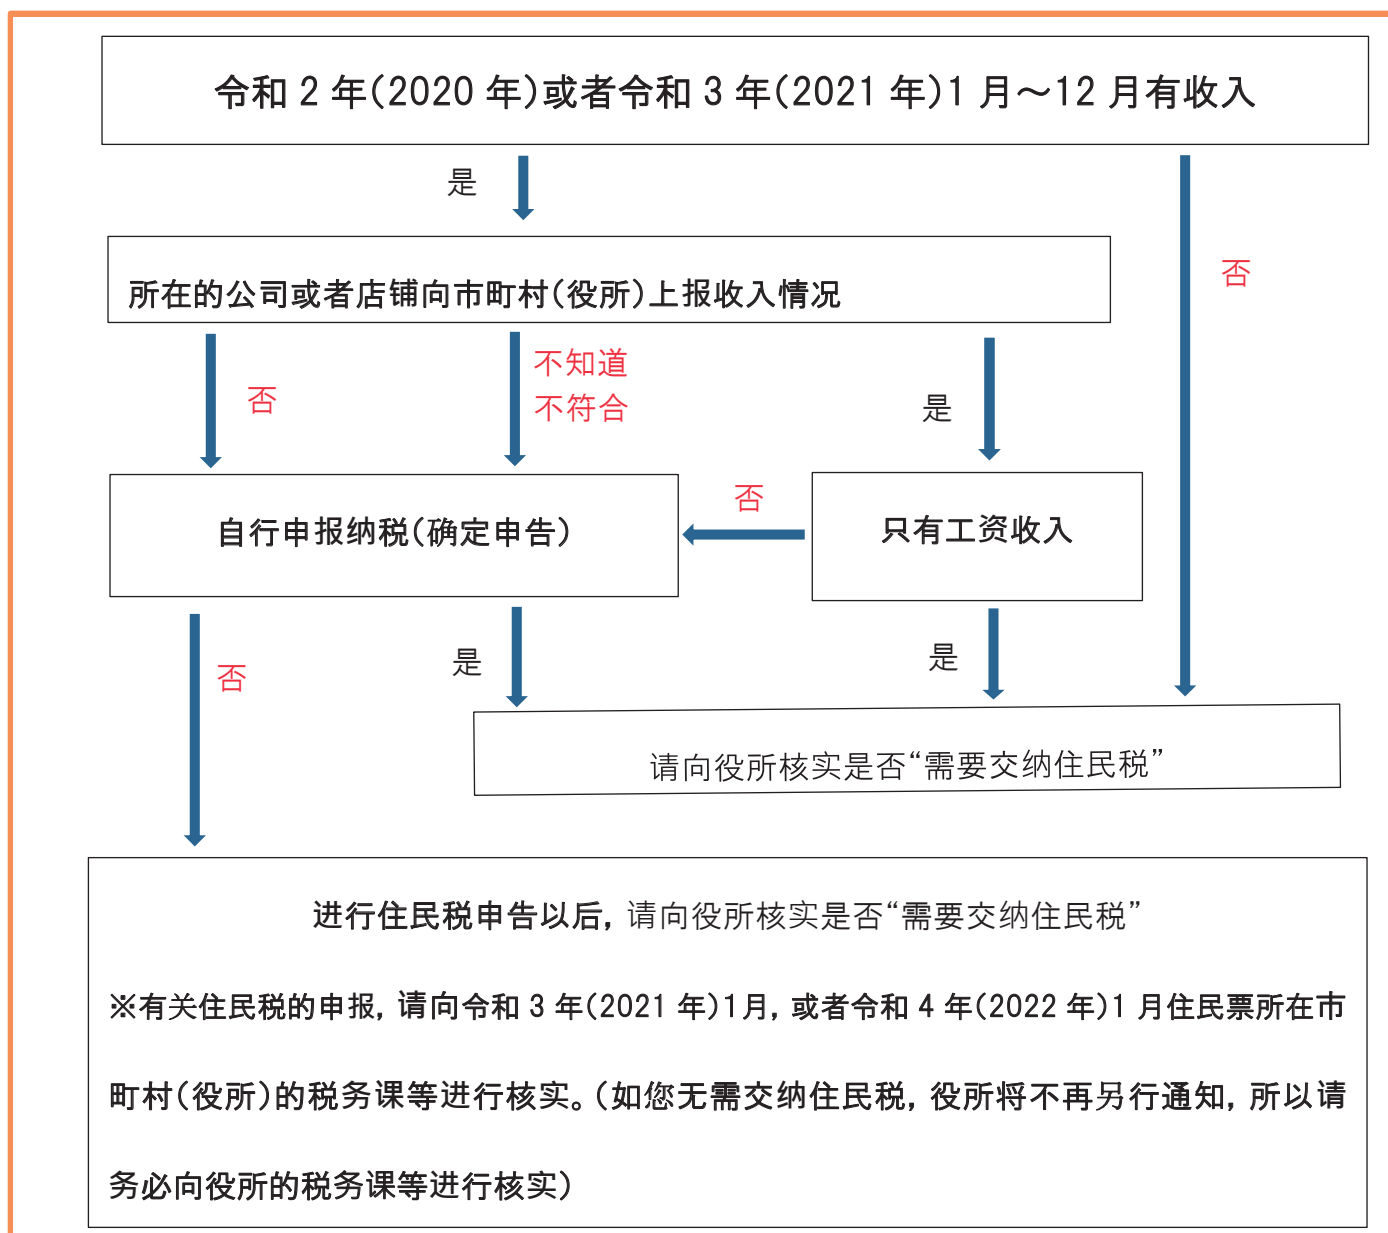 令和 2 年(2020 年)或者令和 3 年(2021 年)1 月～12 月有收入
是
否
所在的公司或者店铺向市町村(役所)上报收入情况
否
不知道
不符合
是
自行申报纳税(确定申告)
否
只有工资收入
否
是
是
请向役所核实是否“需要交纳住民税”
进行住民税申告以后, 请向役所核实是否“需要交纳住民税”
※有关住民税的申报, 请向令和 3 年(2021 年)1月, 或者令和 4 年(2022 年)1 月住民票所在市
町村(役所)的税务课等进行核实。(如您无需交纳住民税, 役所将不再另行通知, 所以请
务必向役所的税务课等进行核实)